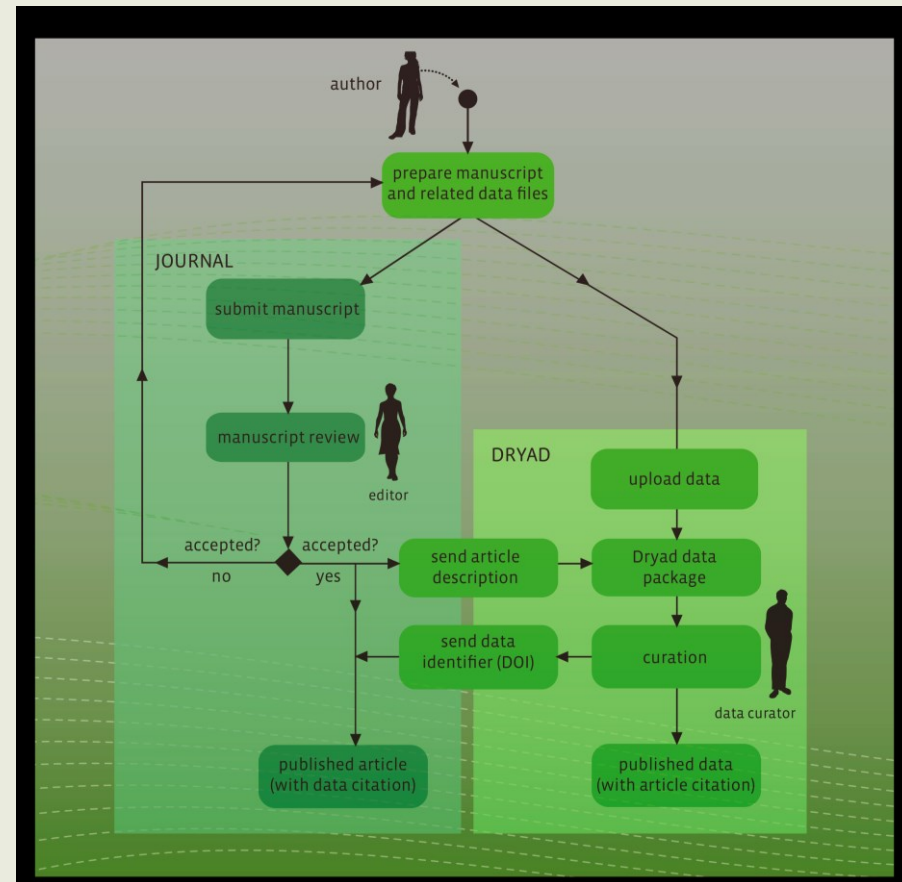 author
prepare manuscript
and related data files
JOURNAL
submit manuscript
manuscript review
editor
DRYAD
upload data
accepted?
no
accepted?
yes
send article
description
Dryad data
package
send data
identifier (DOI)
curation
data curator
published article
(with data citation)
published data
(with article citation)